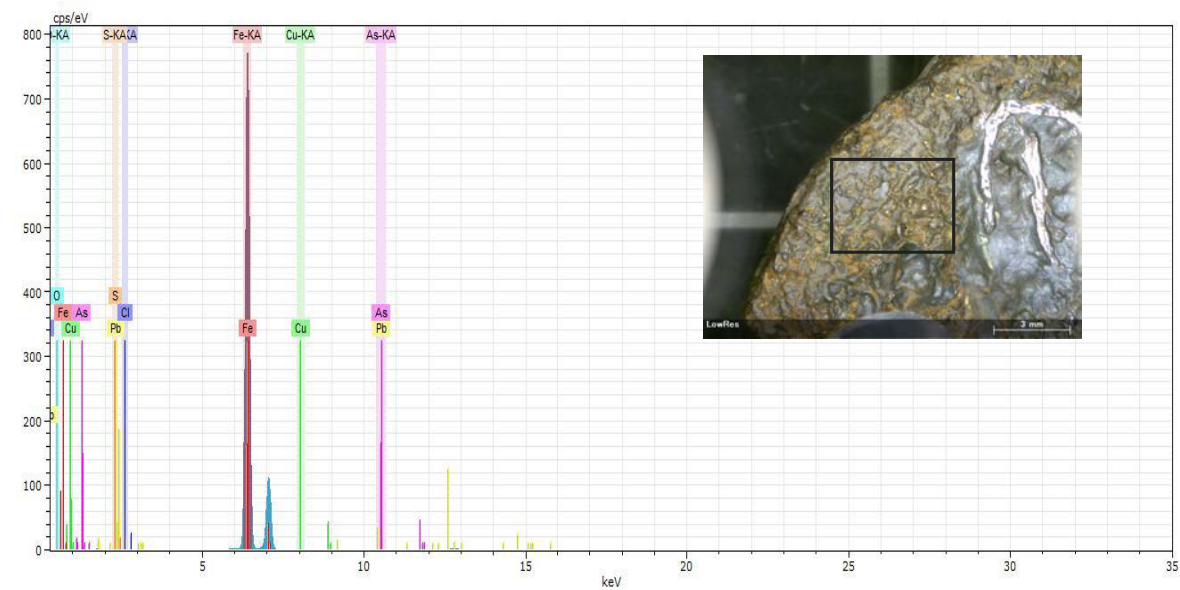 cps/eV
800
700
600
500
400
300
200
100
0
-KA S-KA KA Fe-KA Cu-KA As-KA
O S
Fe As Cl As
Cu Pb Fe Cu Pb
5 10 15 20 25 30 35
keV
LowRes 3 mm